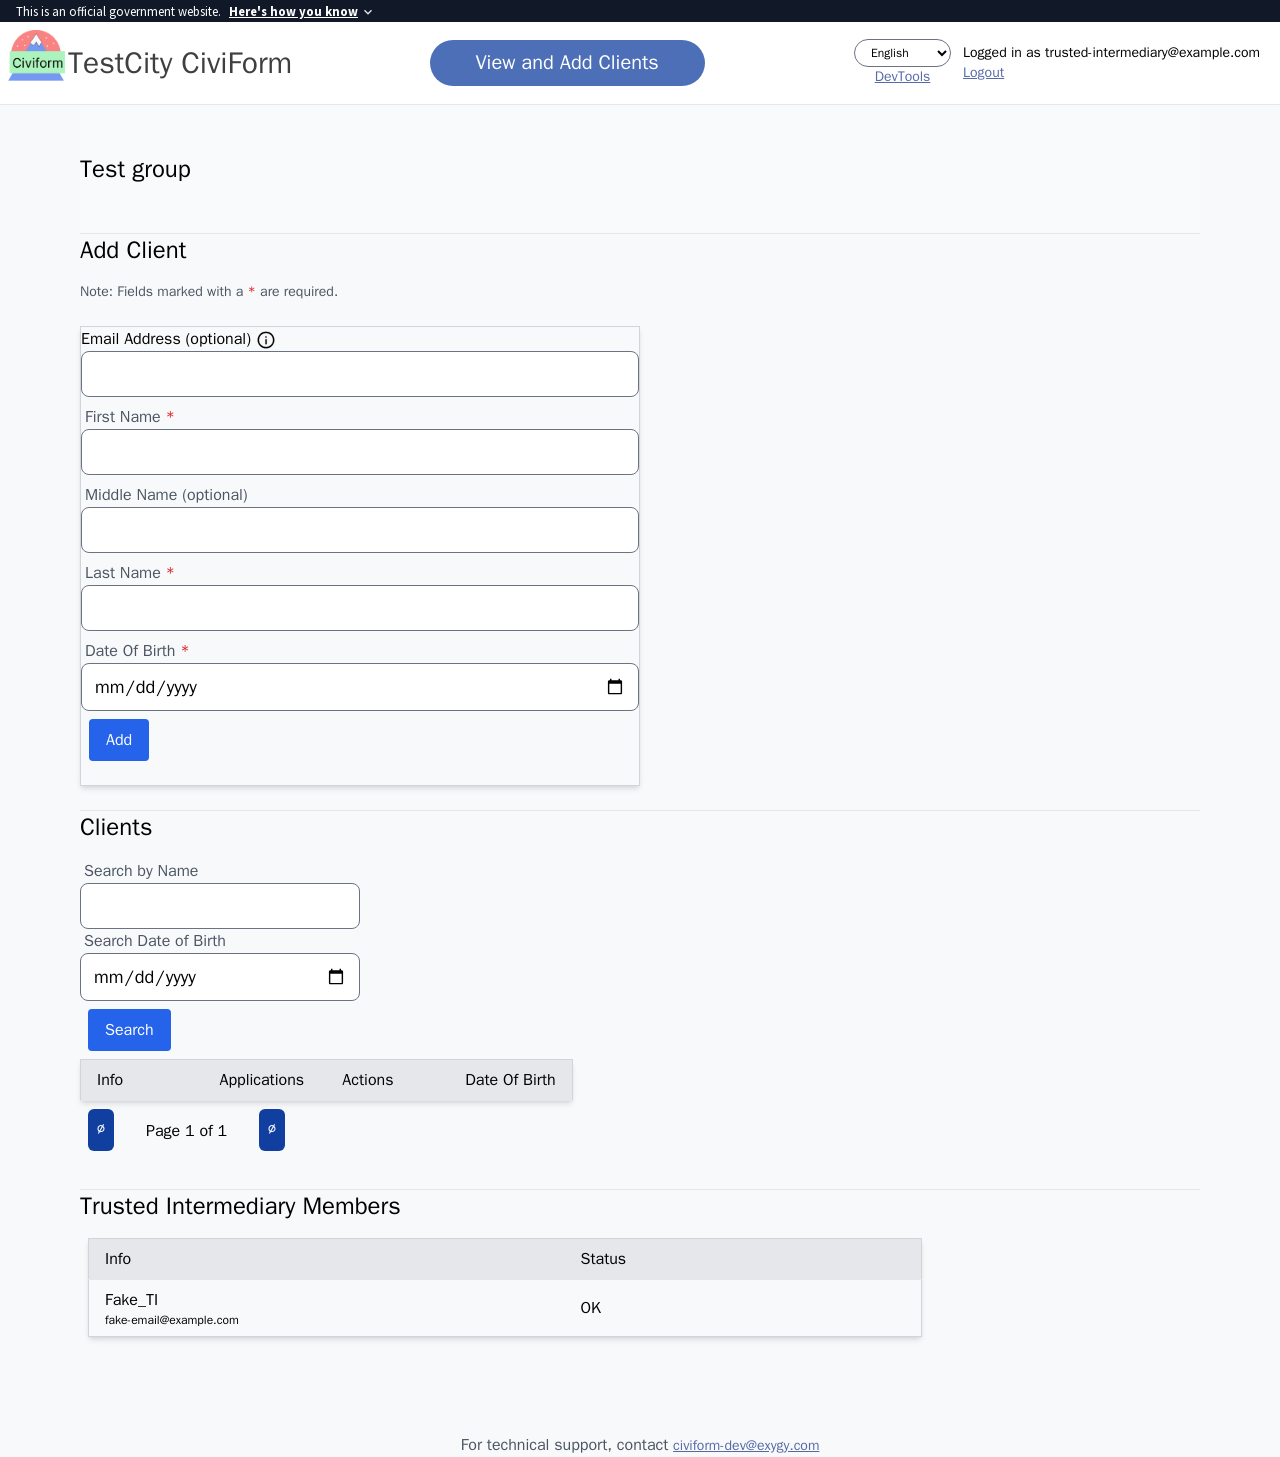 This is an official government website. Here's how you know
Civiform TestCity CiviForm
View and Add Clients
English
DevTools
Logged in as trusted-intermediary@example.com
Logout
Test group
Add Client
Note: Fields marked with a * are required.
Email Address (optional)
First Name *
Middle Name (optional)
Last Name *
Date Of Birth *
mm/dd/yyyy
Add
Clients
Search by Name
Search Date of Birth
mm/dd/yyyy
Search
Info Applications Actions Date Of Birth
∅ Page 1 of 1 ∅
Trusted Intermediary Members
Info Status
Fake_TI
fake-email@example.com
OK
For technical support, contact civiform-dev@exygy.com